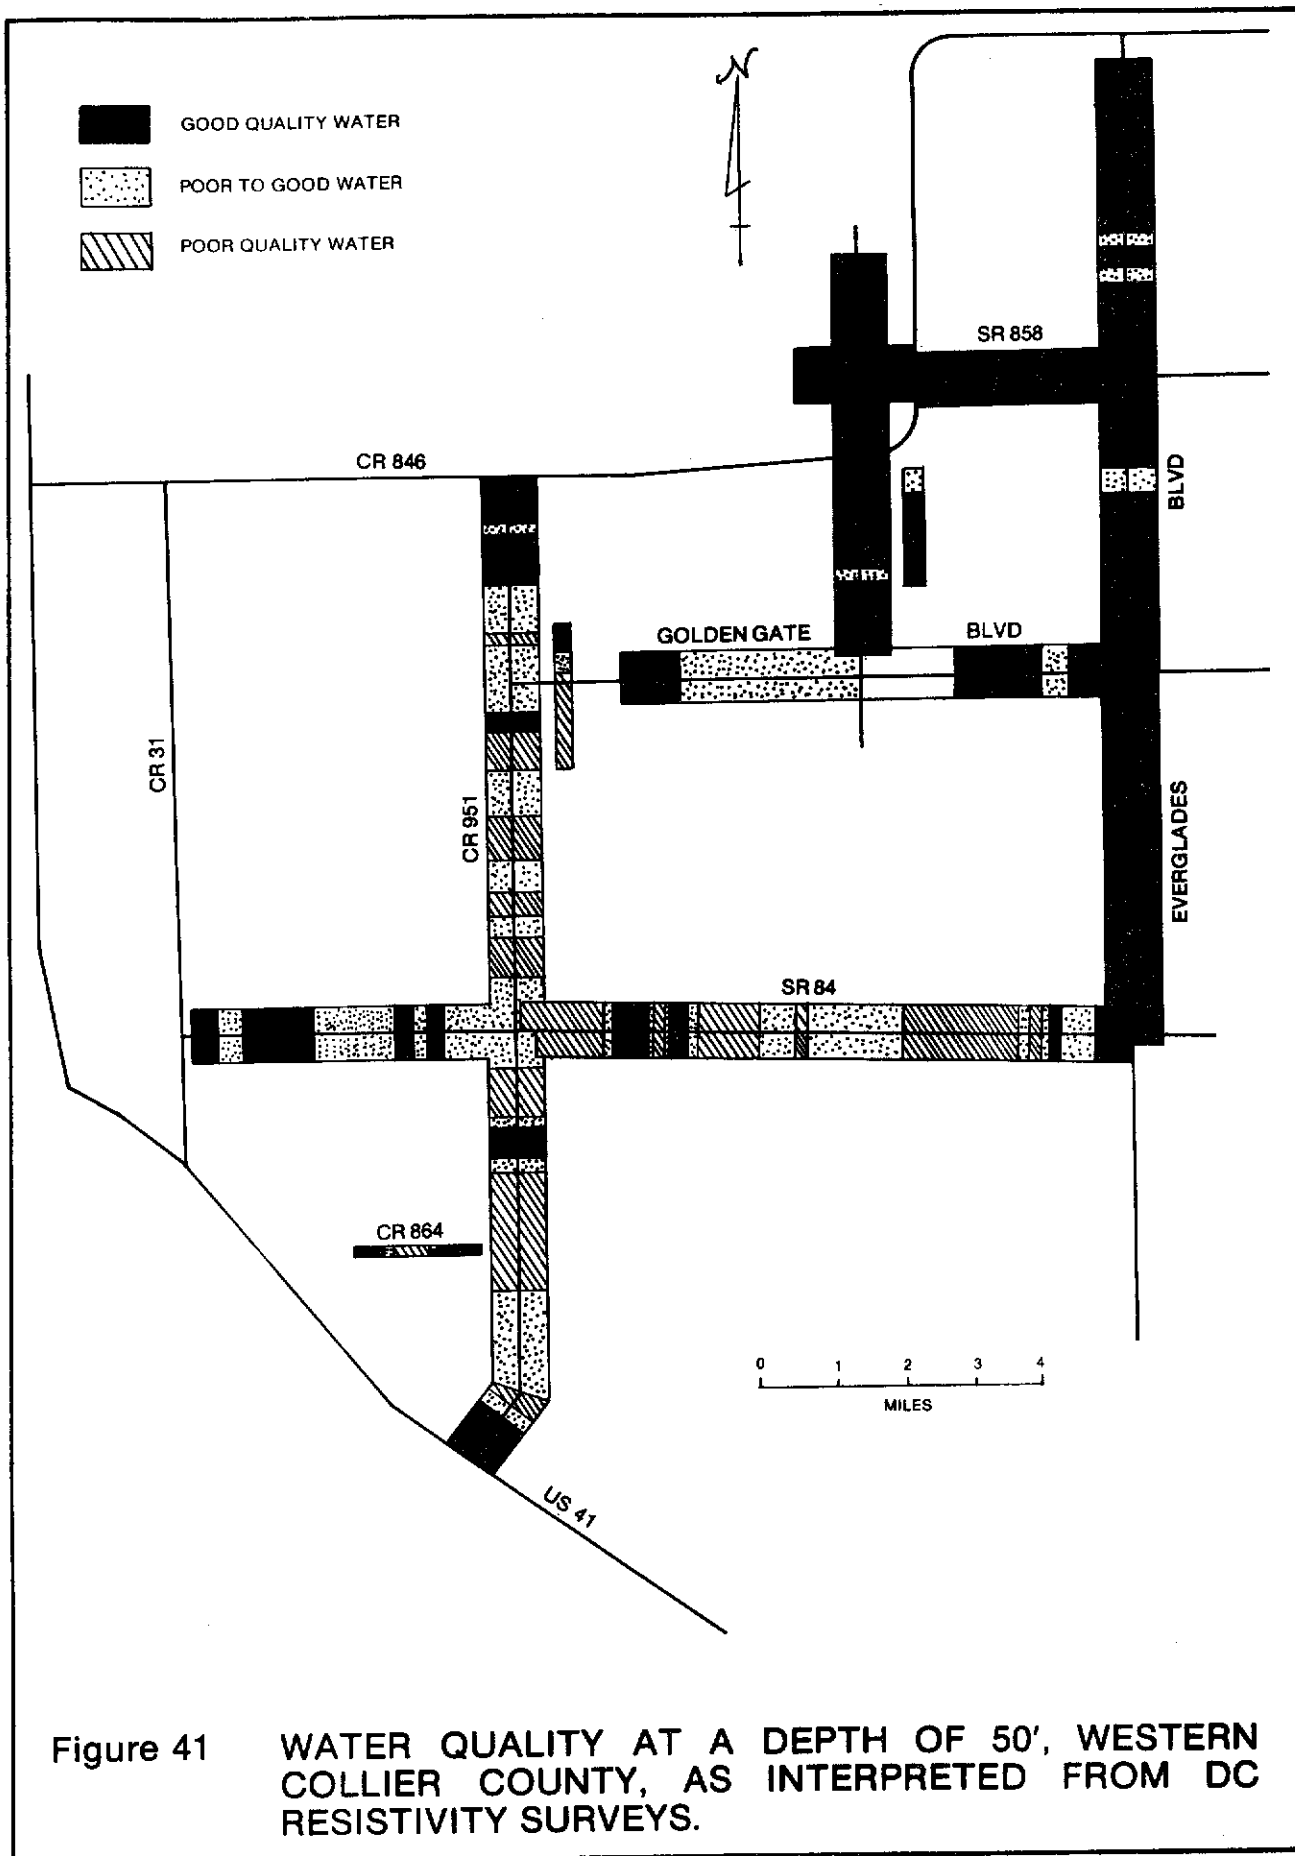 N
GOOD QUALITY WATER
POOR TO GOOD WATER
POOR QUALITY WATER
SR 858
CR 846
BLVD
GOLDEN GATE BLVD
CR 31
CR 951
EVERGLADES
SR 84
CR 864
0 1 2 3 4
MILES
US 41
Figure 41 WATER QUALITY AT A DEPTH OF 50', WESTERN
COLLIER COUNTY, AS INTERPRETED FROM DC
RESISTIVITY SURVEYS.